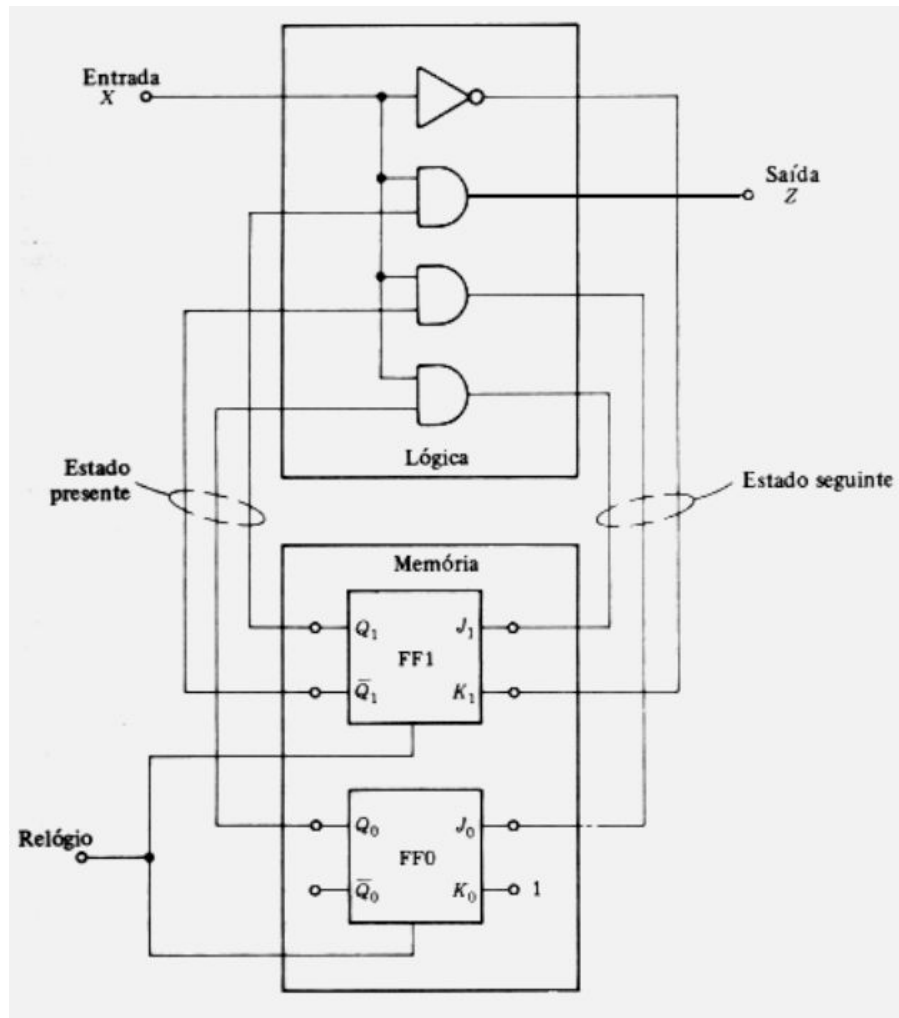 Entrada
X
Saída
Z
Lógica
Estado
presente
Estado seguinte
Memória
Q₁
J₁
FF1
Q̅₁
K₁
Relógio
Q₀
J₀
FF0
Q̅₀
K₀
1